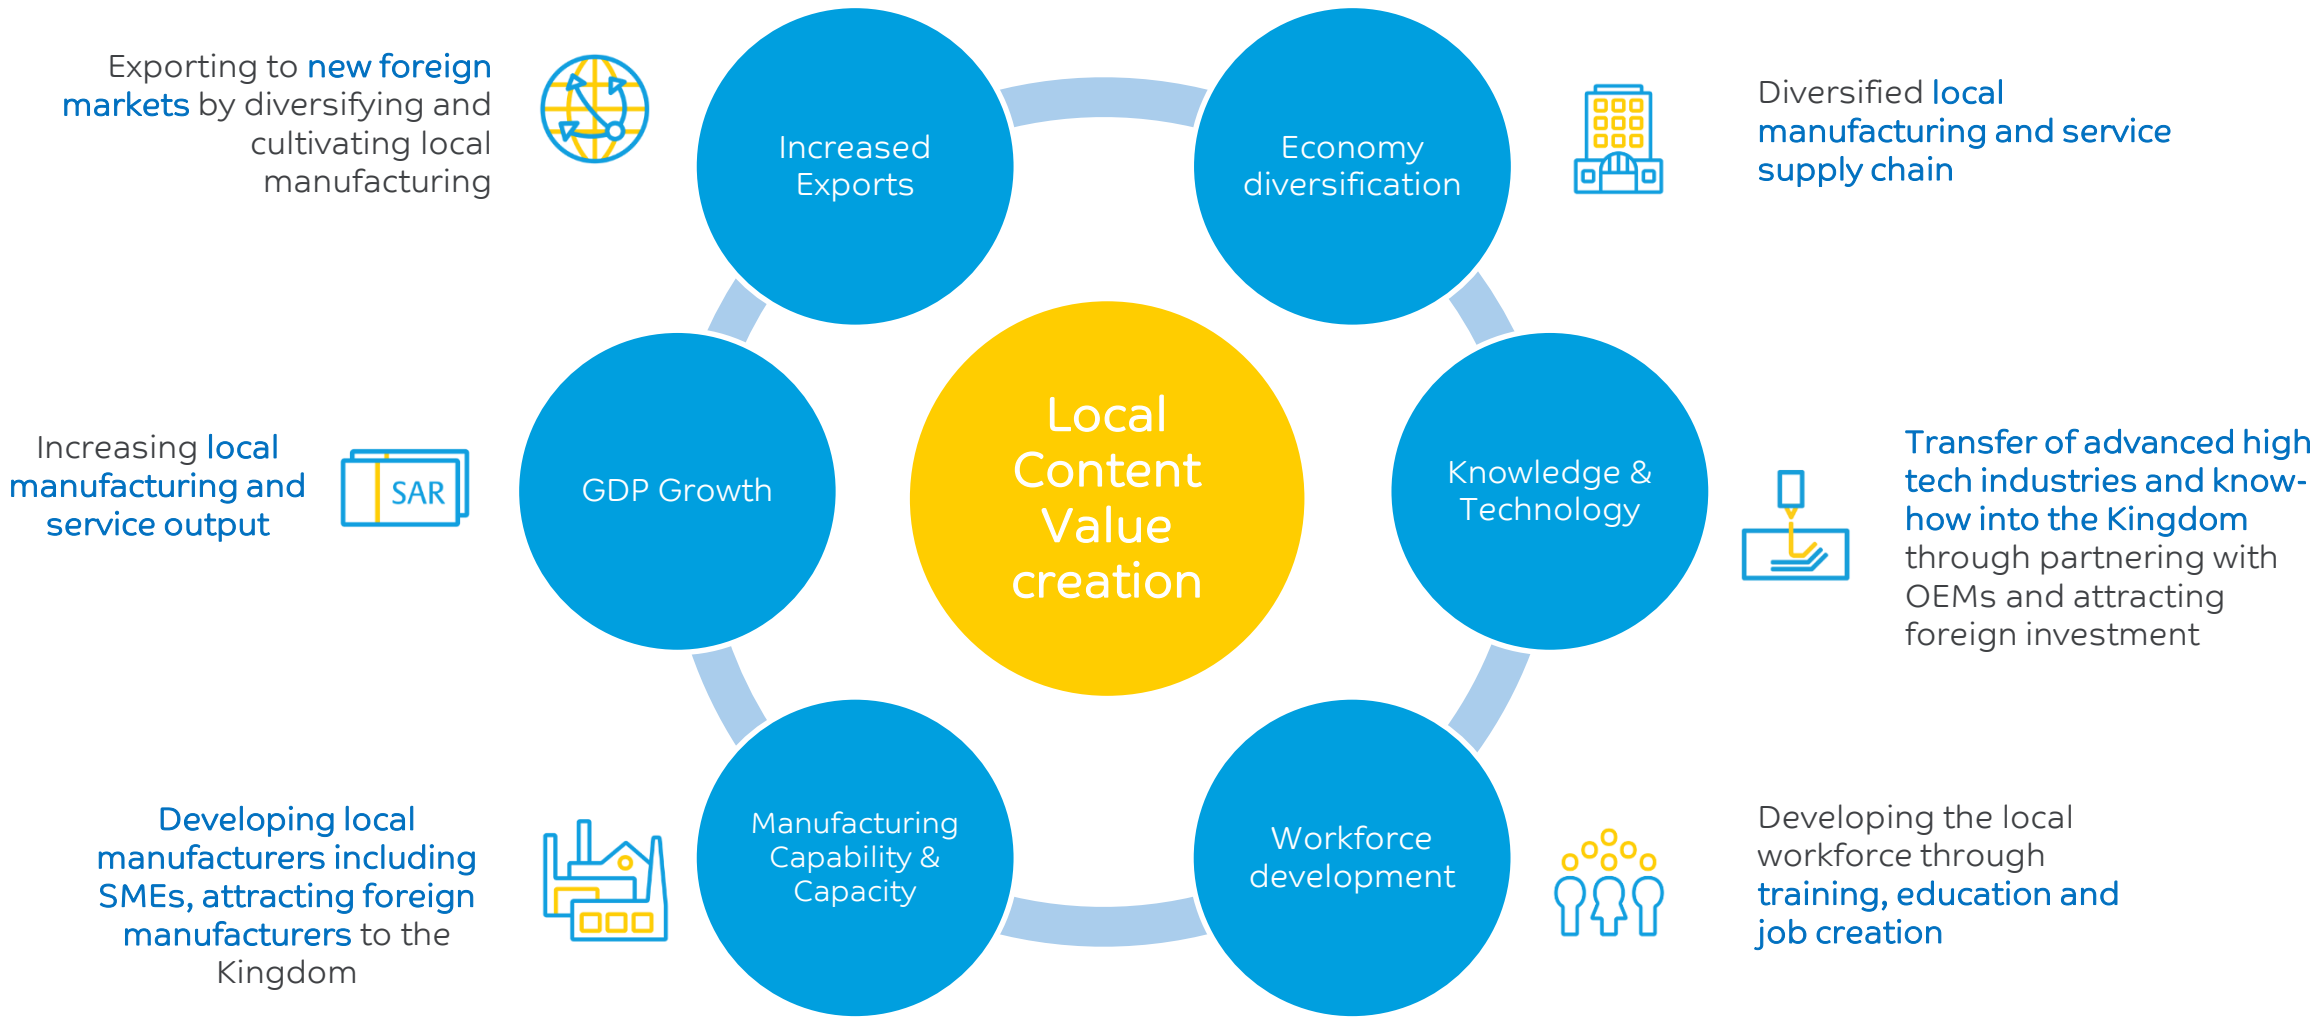 Exporting to new foreign
markets by diversifying and
cultivating local
manufacturing
Increased
Exports
Economy
diversification
Diversified local
manufacturing and service
supply chain
Increasing local
manufacturing and
service output
SAR
GDP Growth
Local
Content
Value
creation
Knowledge &
Technology
Transfer of advanced high
tech industries and know-
how into the Kingdom
through partnering with
OEMs and attracting
foreign investment
Developing local
manufacturers including
SMEs, attracting foreign
manufacturers to the
Kingdom
Manufacturing
Capability &
Capacity
Workforce
development
Developing the local
workforce through
training, education and
job creation